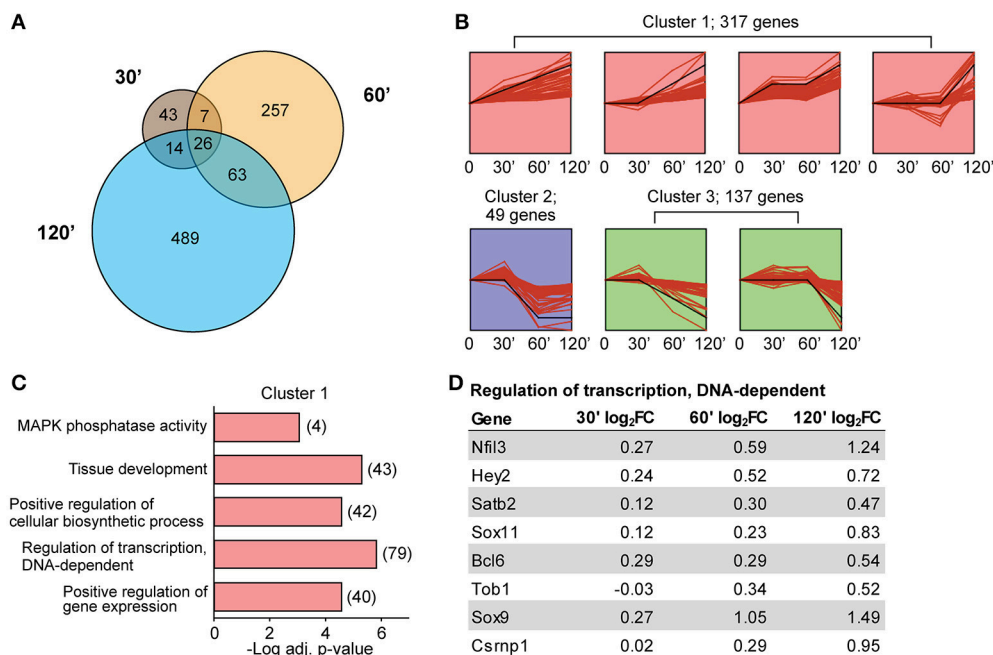 A
30’
60’
120’
43
7
257
14
26
63
489
B
Cluster 1; 317 genes
0 30’ 60’ 120’
0 30’ 60’ 120’
0 30’ 60’ 120’
0 30’ 60’ 120’
Cluster 2;
49 genes
Cluster 3; 137 genes
0 30’ 60’ 120’
0 30’ 60’ 120’
0 30’ 60’ 120’
C
Cluster 1
MAPK phosphatase activity
(4)
Tissue development
(43)
Positive regulation of
cellular biosynthetic process
(42)
Regulation of transcription,
DNA-dependent
(79)
Positive regulation of
gene expression
(40)
0 2 4 6
-Log adj. p-value
D
Regulation of transcription, DNA-dependent
Gene 30' log₂FC 60' log₂FC 120' log₂FC
Nfil3 0.27 0.59 1.24
Hey2 0.24 0.52 0.72
Satb2 0.12 0.30 0.47
Sox11 0.12 0.23 0.83
Bcl6 0.29 0.29 0.54
Tob1 -0.03 0.34 0.52
Sox9 0.27 1.05 1.49
Csrnp1 0.02 0.29 0.95